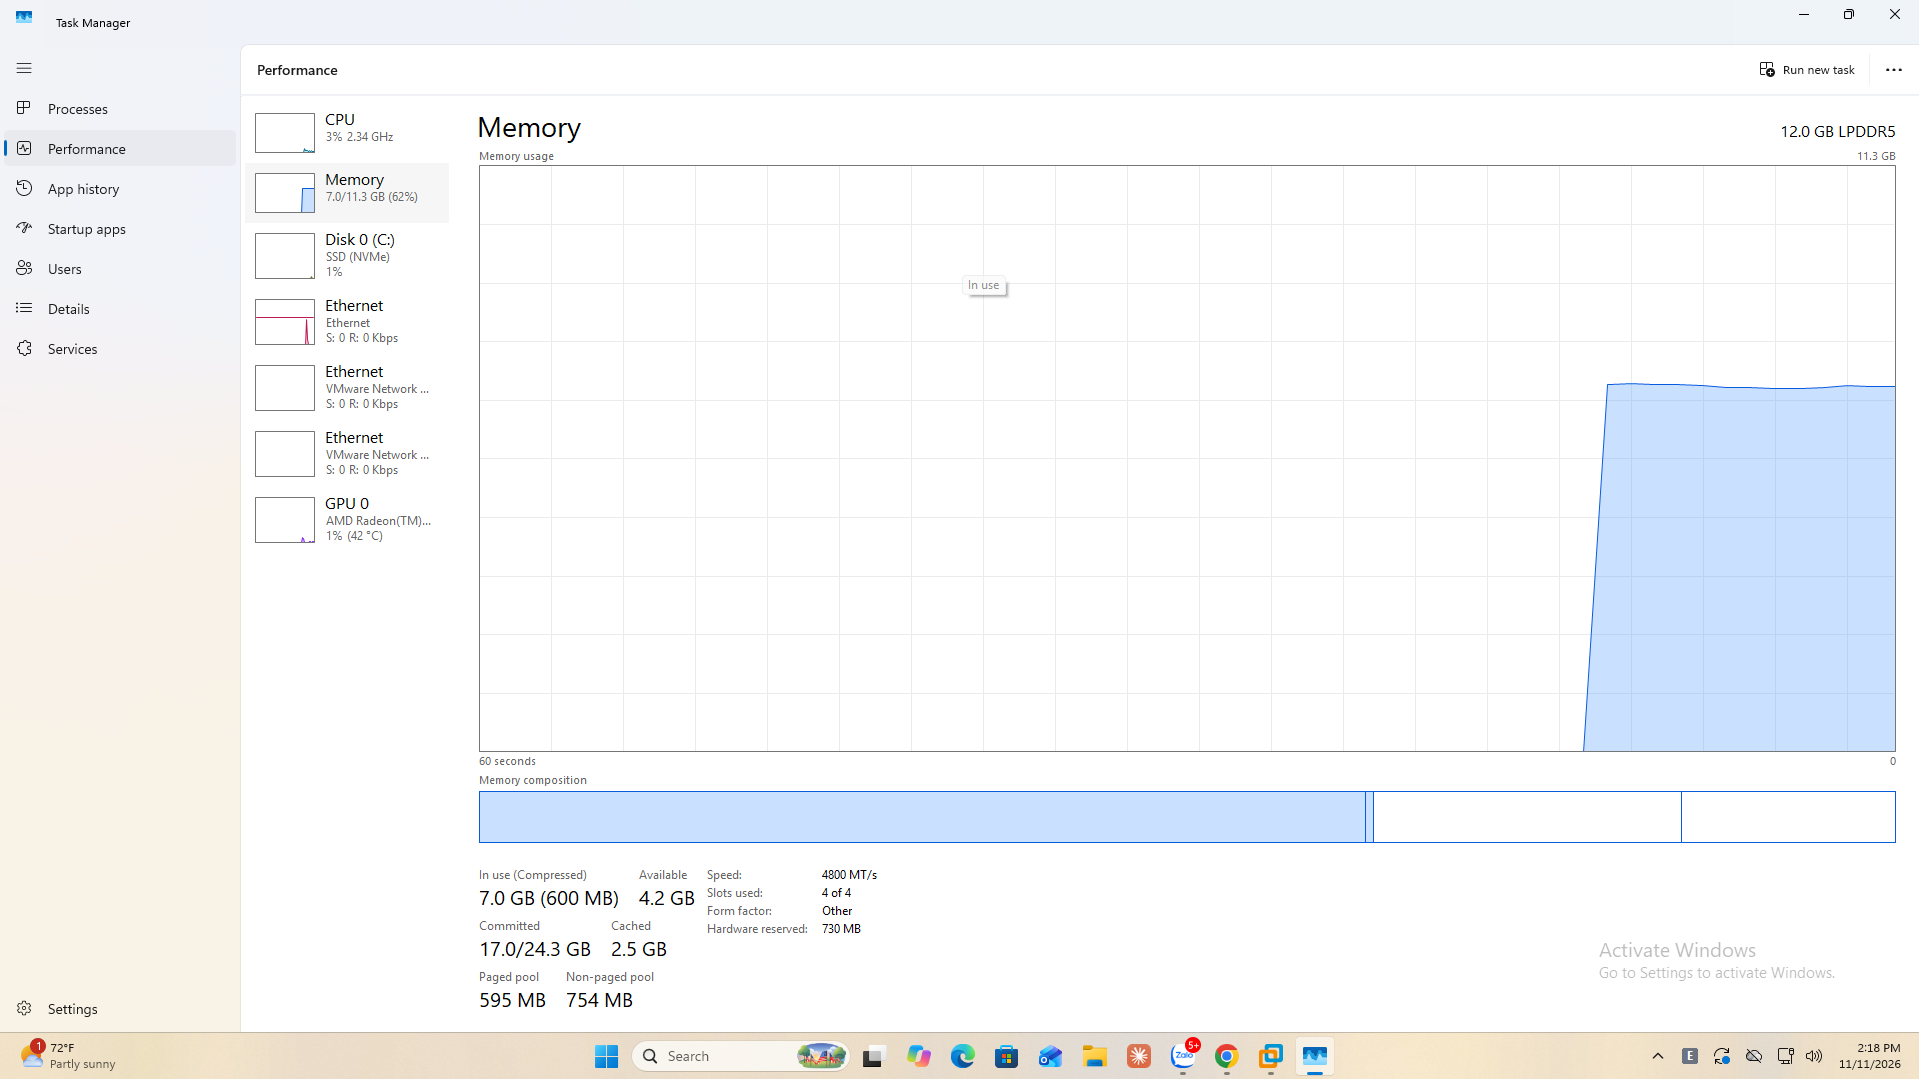 Task Manager
Performance
Run new task
Processes
Performance
App history
Startup apps
Users
Details
Services
Settings
CPU
3% 2.34 GHz
Memory
7.0/11.3 GB (62%)
Disk 0 (C:)
SSD (NVMe)
1%
Ethernet
Ethernet
S: 0 R: 0 Kbps
Ethernet
VMware Network ...
S: 0 R: 0 Kbps
Ethernet
VMware Network ...
S: 0 R: 0 Kbps
GPU 0
AMD Radeon(TM)...
1% (42 °C)
Memory
12.0 GB LPDDR5
Memory usage
11.3 GB
In use
60 seconds
0
Memory composition
In use (Compressed)
7.0 GB (600 MB)
Available
4.2 GB
Committed
17.0/24.3 GB
Cached
2.5 GB
Paged pool
595 MB
Non-paged pool
754 MB
Speed: 4800 MT/s
Slots used: 4 of 4
Form factor: Other
Hardware reserved: 730 MB
Activate Windows
Go to Settings to activate Windows.
1
72°F
Partly sunny
Search
Zalo
5+
E
2:18 PM
11/11/2026